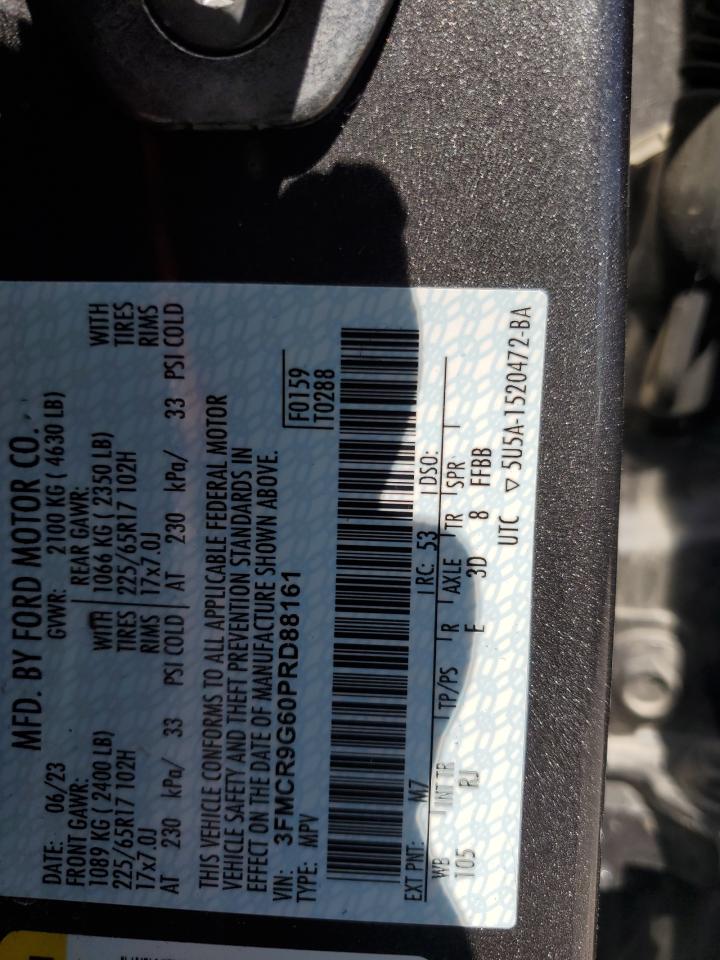 MFD. BY FORD MOTOR CO.
DATE: 06/23 GVWR: 2100 KG ( 4630 LB)
FRONT GAWR: REAR GAWR:
1089 KG ( 2400 LB) WITH 1066 KG ( 2350 LB) WITH
225/65R17 102H TIRES 225/65R17 102H TIRES
17x7.0J RIMS 17x7.0J RIMS
AT 230 kPa/ 33 PSI COLD AT 230 kPa/ 33 PSI COLD
THIS VEHICLE CONFORMS TO ALL APPLICABLE FEDERAL MOTOR
VEHICLE SAFETY AND THEFT PREVENTION STANDARDS IN
EFFECT ON THE DATE OF MANUFACTURE SHOWN ABOVE.
VIN: 3FMCR9G60PRD88161 F0159
TYPE: MPV T0288
EXT PNT: M7 RC: 53 DSO:
WB INT TR TP/PS R AXLE TR SPR
105 RJ E 3D 8 FFBB
UTC ▽ 5U5A-1520472-BA